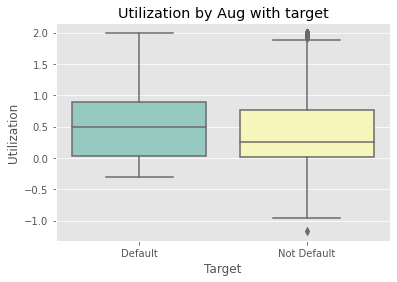 Utilization by Aug with target
2.0
1.5
1.0
0.5
0.0
-0.5
-1.0
Utilization
Default
Not Default
Target